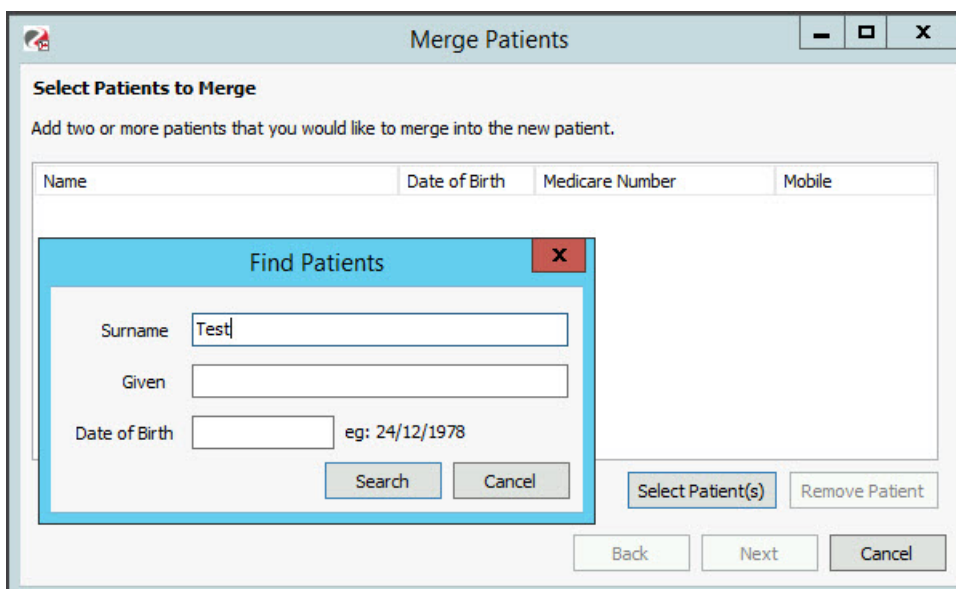 Merge Patients
Select Patients to Merge
Add two or more patients that you would like to merge into the new patient.
Name Date of Birth Medicare Number Mobile
Find Patients
Surname Test
Given
Date of Birth eg: 24/12/1978
Search Cancel
Select Patient(s) Remove Patient
Back Next Cancel